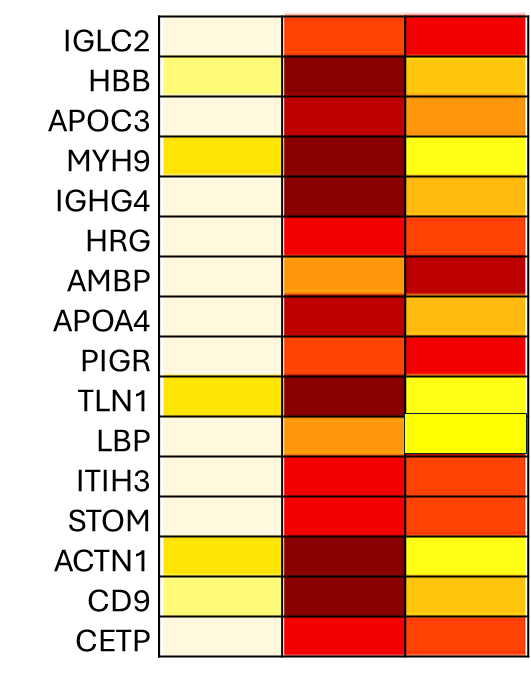 IGLC2
HBB
APOC3
MYH9
IGHG4
HRG
AMBP
APOA4
PIGR
TLN1
LBP
ITIH3
STOM
ACTN1
CD9
CETP